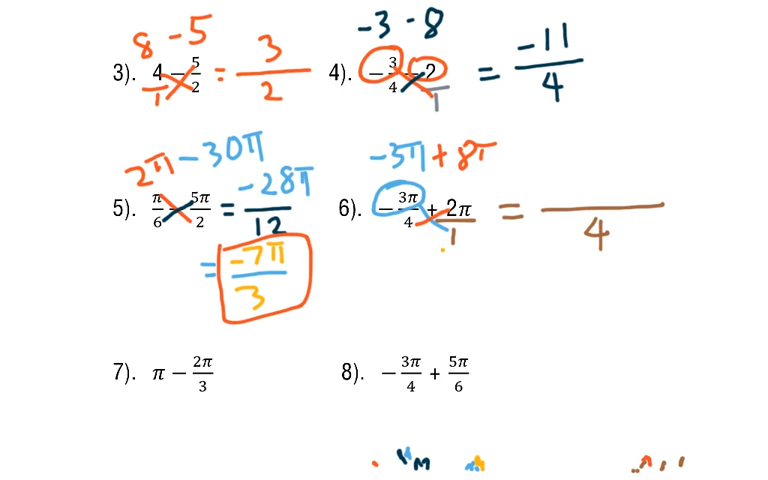 8 - 5    -3 - 8
3). 4 - 5/2 = 3/2    4). - 3/4 - 2/1 = -11/4
2π - 30π    -3π + 8π
5). π/6 - 5π/2 = -28π/12    6). - 3π/4 + 2π/1 = /4
= -7π/3
7). π - 2π/3    8). - 3π/4 + 5π/6